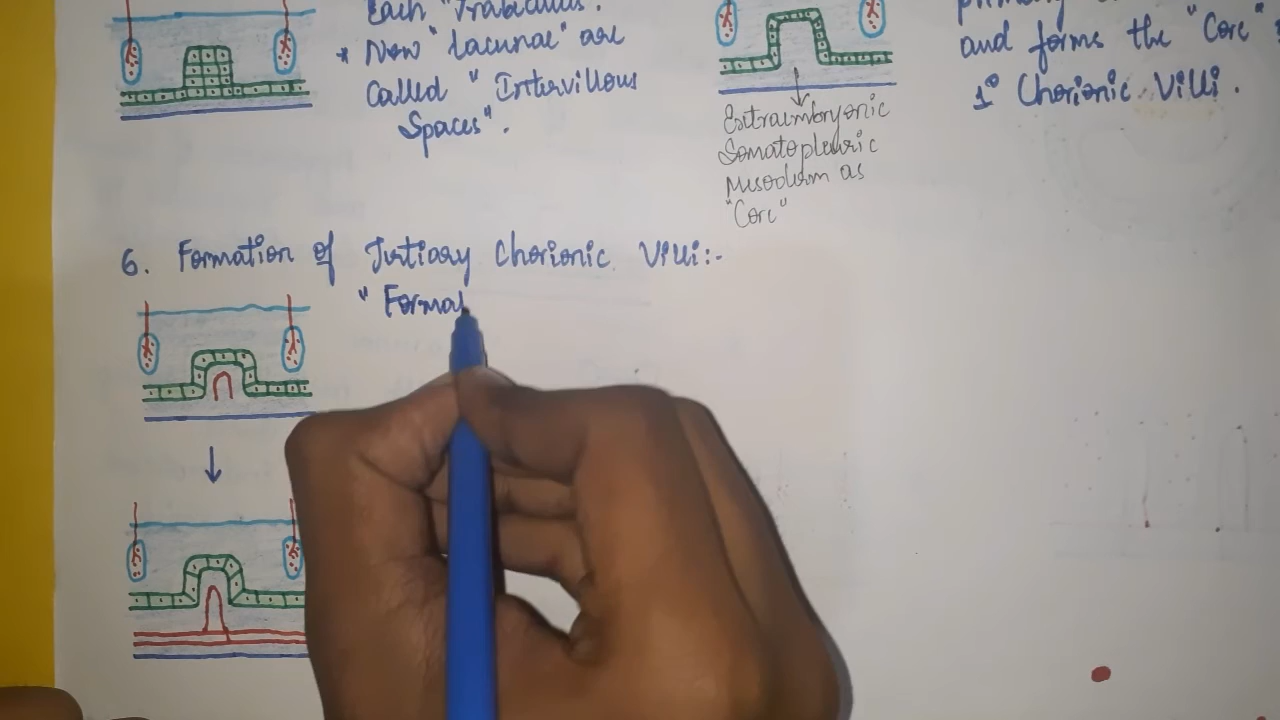 Each "Trabeculus".
* Now "lacunae" are
Called "Intervillous
Spaces".
Extraembryonic
Somatopleuric
Mesoderm as
"Core"
and forms the "Core"
1° Chorionic Villi.
6. Formation of Tertiary Chorionic Villi:-
" Format